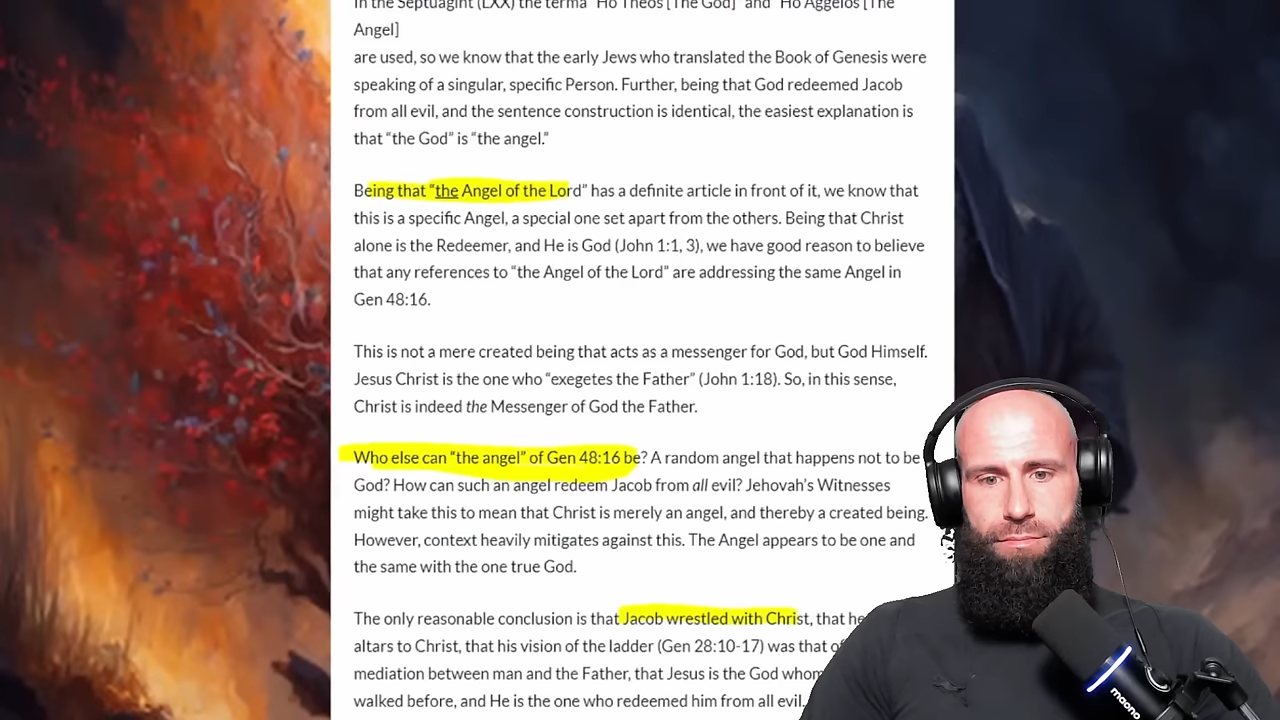 In the Septuagint (LXX) the terma "Ho Theos [The God]" and "Ho Aggelos [The
Angel]
are used, so we know that the early Jews who translated the Book of Genesis were
speaking of a singular, specific Person. Further, being that God redeemed Jacob
from all evil, and the sentence construction is identical, the easiest explanation is
that “the God” is “the angel.”
Being that “the Angel of the Lord” has a definite article in front of it, we know that
this is a specific Angel, a special one set apart from the others. Being that Christ
alone is the Redeemer, and He is God (John 1:1, 3), we have good reason to believe
that any references to “the Angel of the Lord” are addressing the same Angel in
Gen 48:16.
This is not a mere created being that acts as a messenger for God, but God Himself.
Jesus Christ is the one who “exegetes the Father” (John 1:18). So, in this sense,
Christ is indeed the Messenger of God the Father.
Who else can “the angel” of Gen 48:16 be? A random angel that happens not to be
God? How can such an angel redeem Jacob from all evil? Jehovah’s Witnesses
might take this to mean that Christ is merely an angel, and thereby a created being.
However, context heavily mitigates against this. The Angel appears to be one and
the same with the one true God.
The only reasonable conclusion is that Jacob wrestled with Christ, that he
altars to Christ, that his vision of the ladder (Gen 28:10-17) was that
mediation between man and the Father, that Jesus is the God
walked before, and He is the one who redeemed him from all evil.
maono